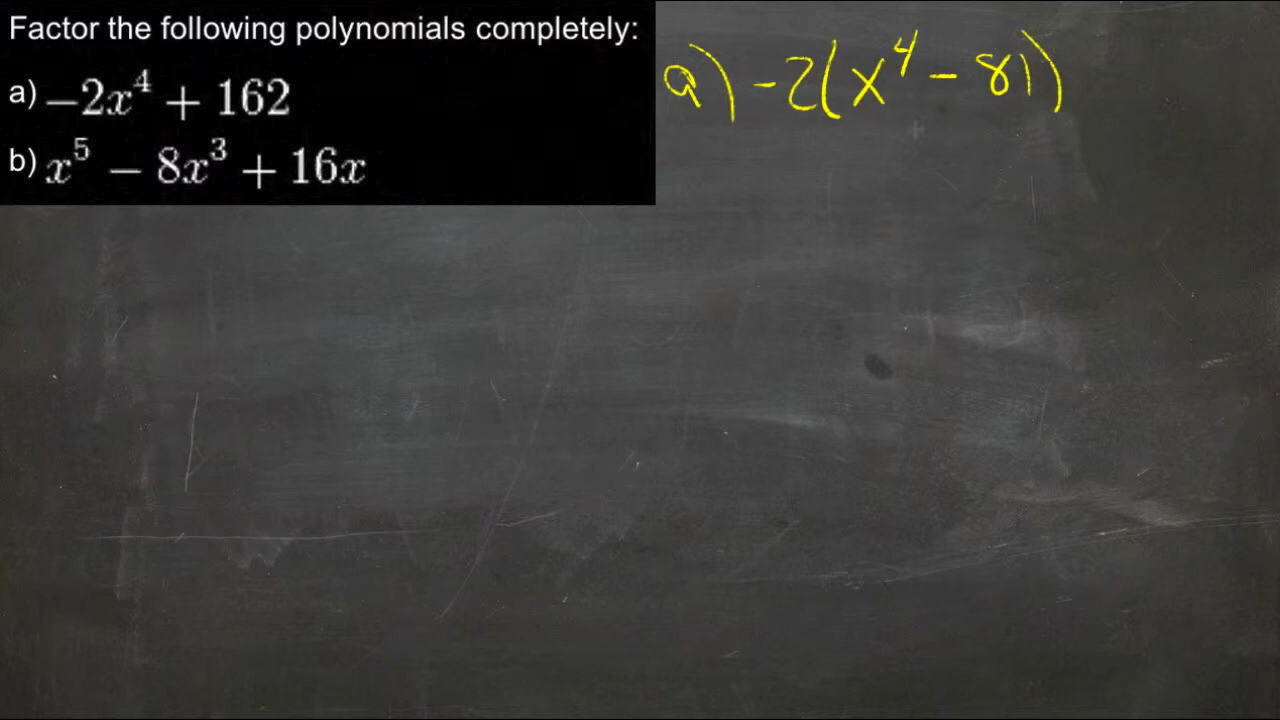 Factor the following polynomials completely:
a) −2x⁴ + 162
b) x⁵ − 8x³ + 16x
a) -2(x⁴ - 81)